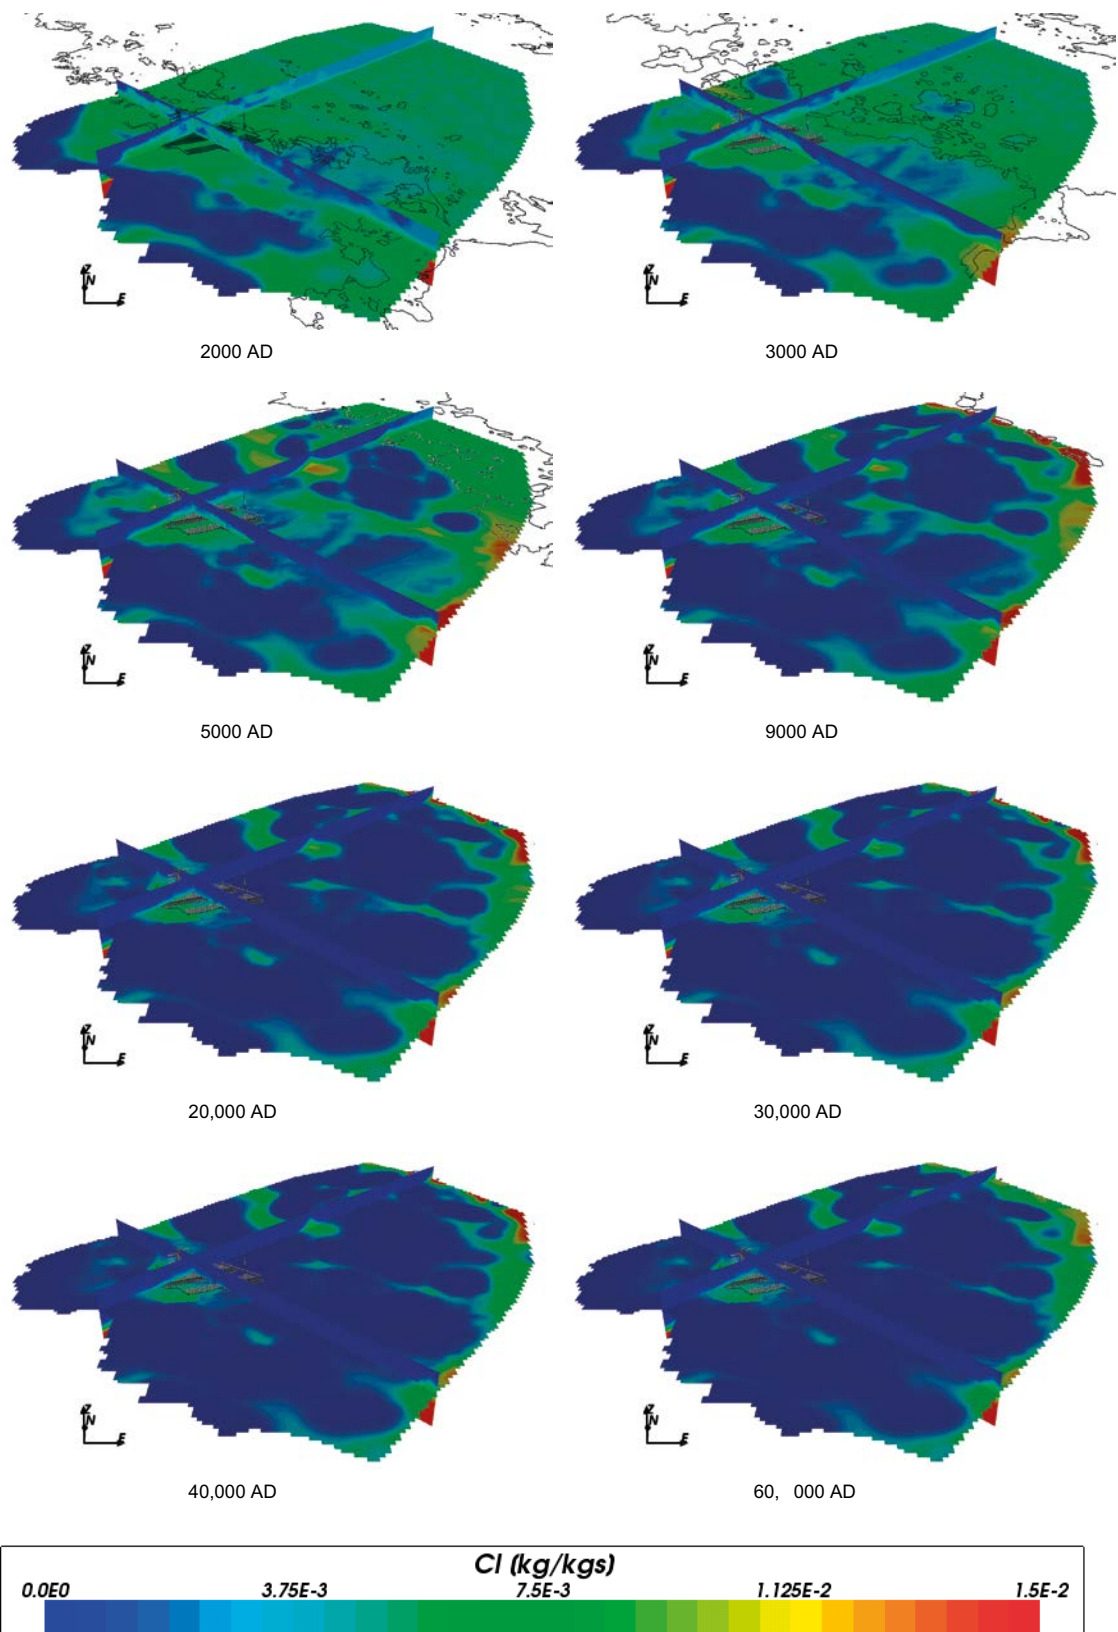 Z
N
E
Z
N
E
2000 AD
3000 AD
Z
N
E
Z
N
E
5000 AD
9000 AD
Z
N
E
Z
N
E
20,000 AD
30,000 AD
Z
N
E
Z
N
E
40,000 AD
60, 000 AD
Cl (kg/kgs)
0.0E0 3.75E-3 7.5E-3 1.125E-2 1.5E-2